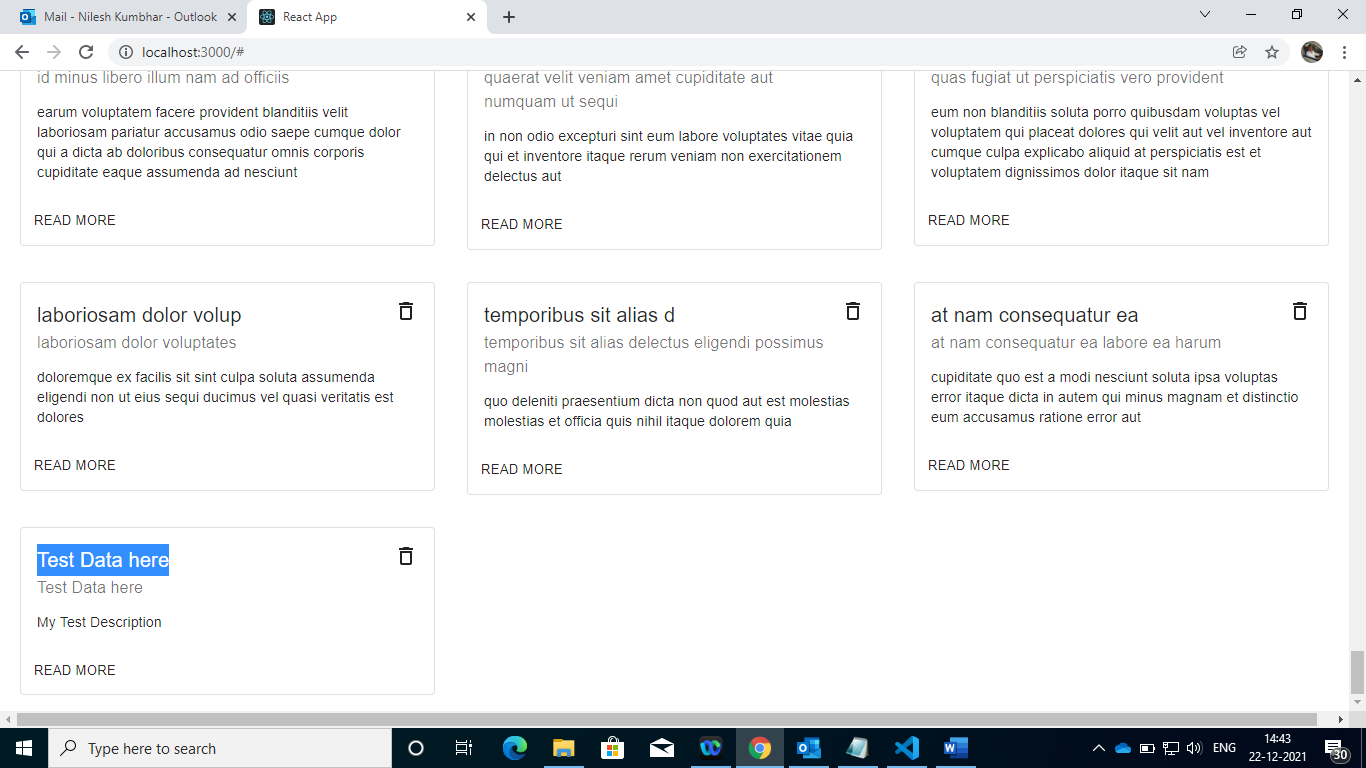 Mail - Nilesh Kumbhar - Outlook
React App
localhost:3000/#
id minus libero illum nam ad officiis
earum voluptatem facere provident blanditiis velit
laboriosam pariatur accusamus odio saepe cumque dolor
qui a dicta ab doloribus consequatur omnis corporis
cupiditate eaque assumenda ad nesciunt
READ MORE
quaerat velit veniam amet cupiditate aut
numquam ut sequi
in non odio excepturi sint eum labore voluptates vitae quia
qui et inventore itaque rerum veniam non exercitationem
delectus aut
READ MORE
quas fugiat ut perspiciatis vero provident
eum non blanditiis soluta porro quibusdam voluptas vel
voluptatem qui placeat dolores qui velit aut vel inventore aut
cumque culpa explicabo aliquid at perspiciatis est et
voluptatem dignissimos dolor itaque sit nam
READ MORE
laboriosam dolor volup
laboriosam dolor voluptates
doloremque ex facilis sit sint culpa soluta assumenda
eligendi non ut eius sequi ducimus vel quasi veritatis est
dolores
READ MORE
temporibus sit alias d
temporibus sit alias delectus eligendi possimus
magni
quo deleniti praesentium dicta non quod aut est molestias
molestias et officia quis nihil itaque dolorem quia
READ MORE
at nam consequatur ea
at nam consequatur ea labore ea harum
cupiditate quo est a modi nesciunt soluta ipsa voluptas
error itaque dicta in autem qui minus magnam et distinctio
eum accusamus ratione error aut
READ MORE
Test Data here
Test Data here
My Test Description
READ MORE
Type here to search
ENG
14:43
22-12-2021
30